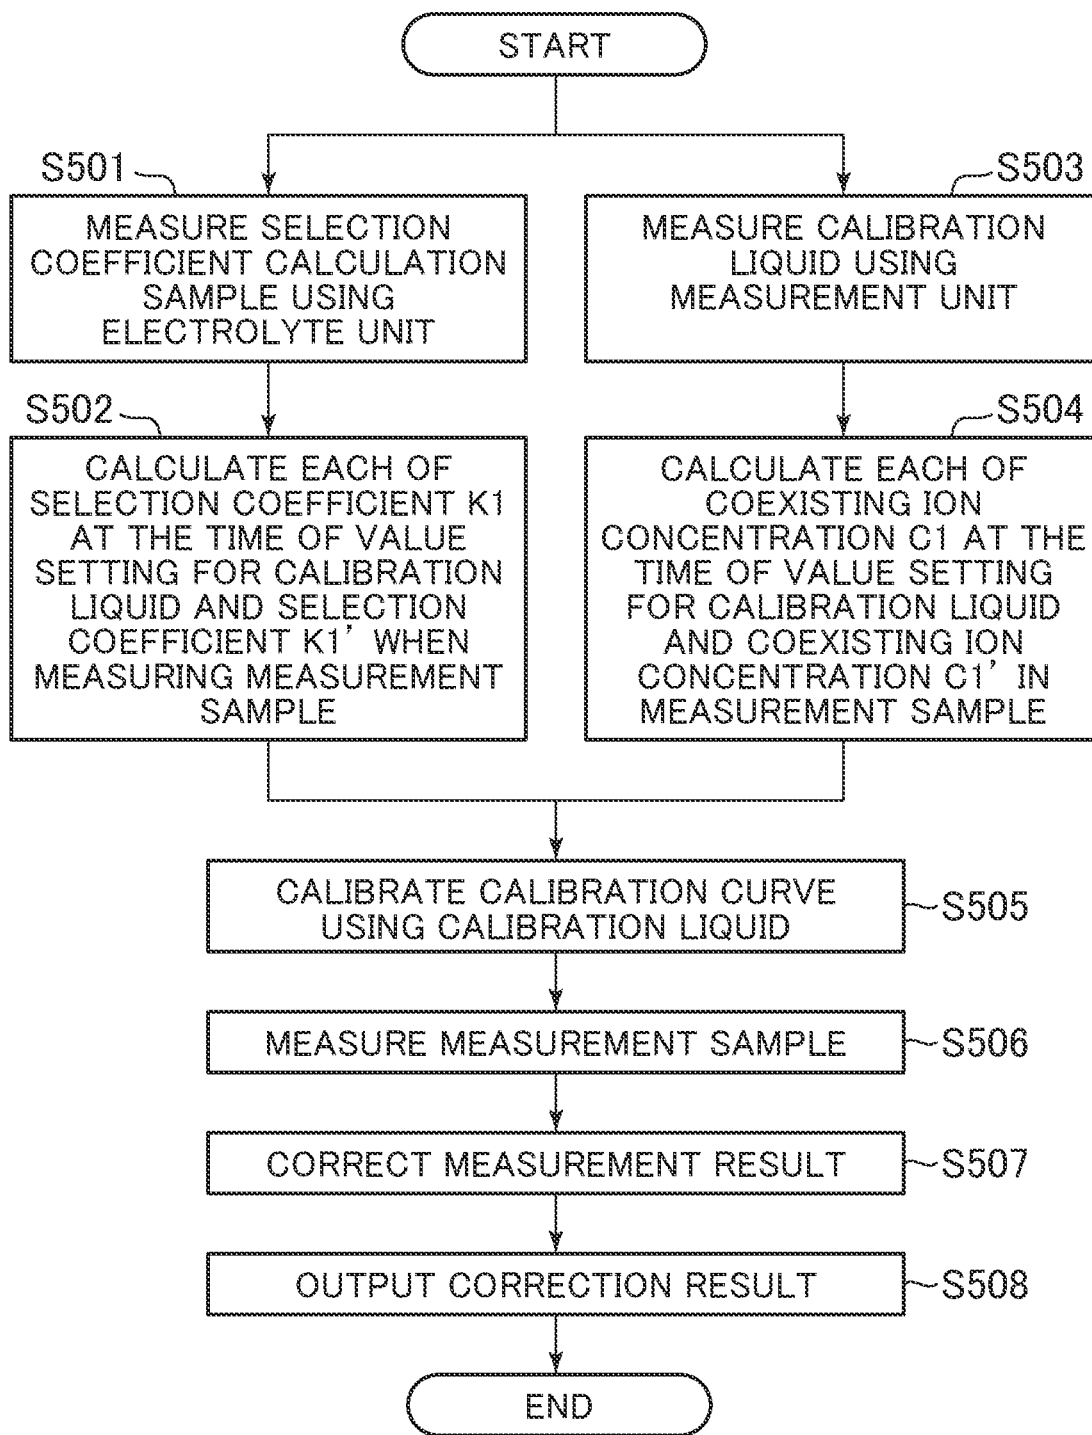 START
S501
MEASURE SELECTION
COEFFICIENT CALCULATION
SAMPLE USING
ELECTROLYTE UNIT
S503
MEASURE CALIBRATION
LIQUID USING
MEASUREMENT UNIT
S502
CALCULATE EACH OF
SELECTION COEFFICIENT K1
AT THE TIME OF VALUE
SETTING FOR CALIBRATION
LIQUID AND SELECTION
COEFFICIENT K1' WHEN
MEASURING MEASUREMENT
SAMPLE
S504
CALCULATE EACH OF
COEXISTING ION
CONCENTRATION C1 AT THE
TIME OF VALUE SETTING
FOR CALIBRATION LIQUID
AND COEXISTING ION
CONCENTRATION C1' IN
MEASUREMENT SAMPLE
CALIBRATE CALIBRATION CURVE
USING CALIBRATION LIQUID
S505
MEASURE MEASUREMENT SAMPLE
S506
CORRECT MEASUREMENT RESULT
S507
OUTPUT CORRECTION RESULT
S508
END